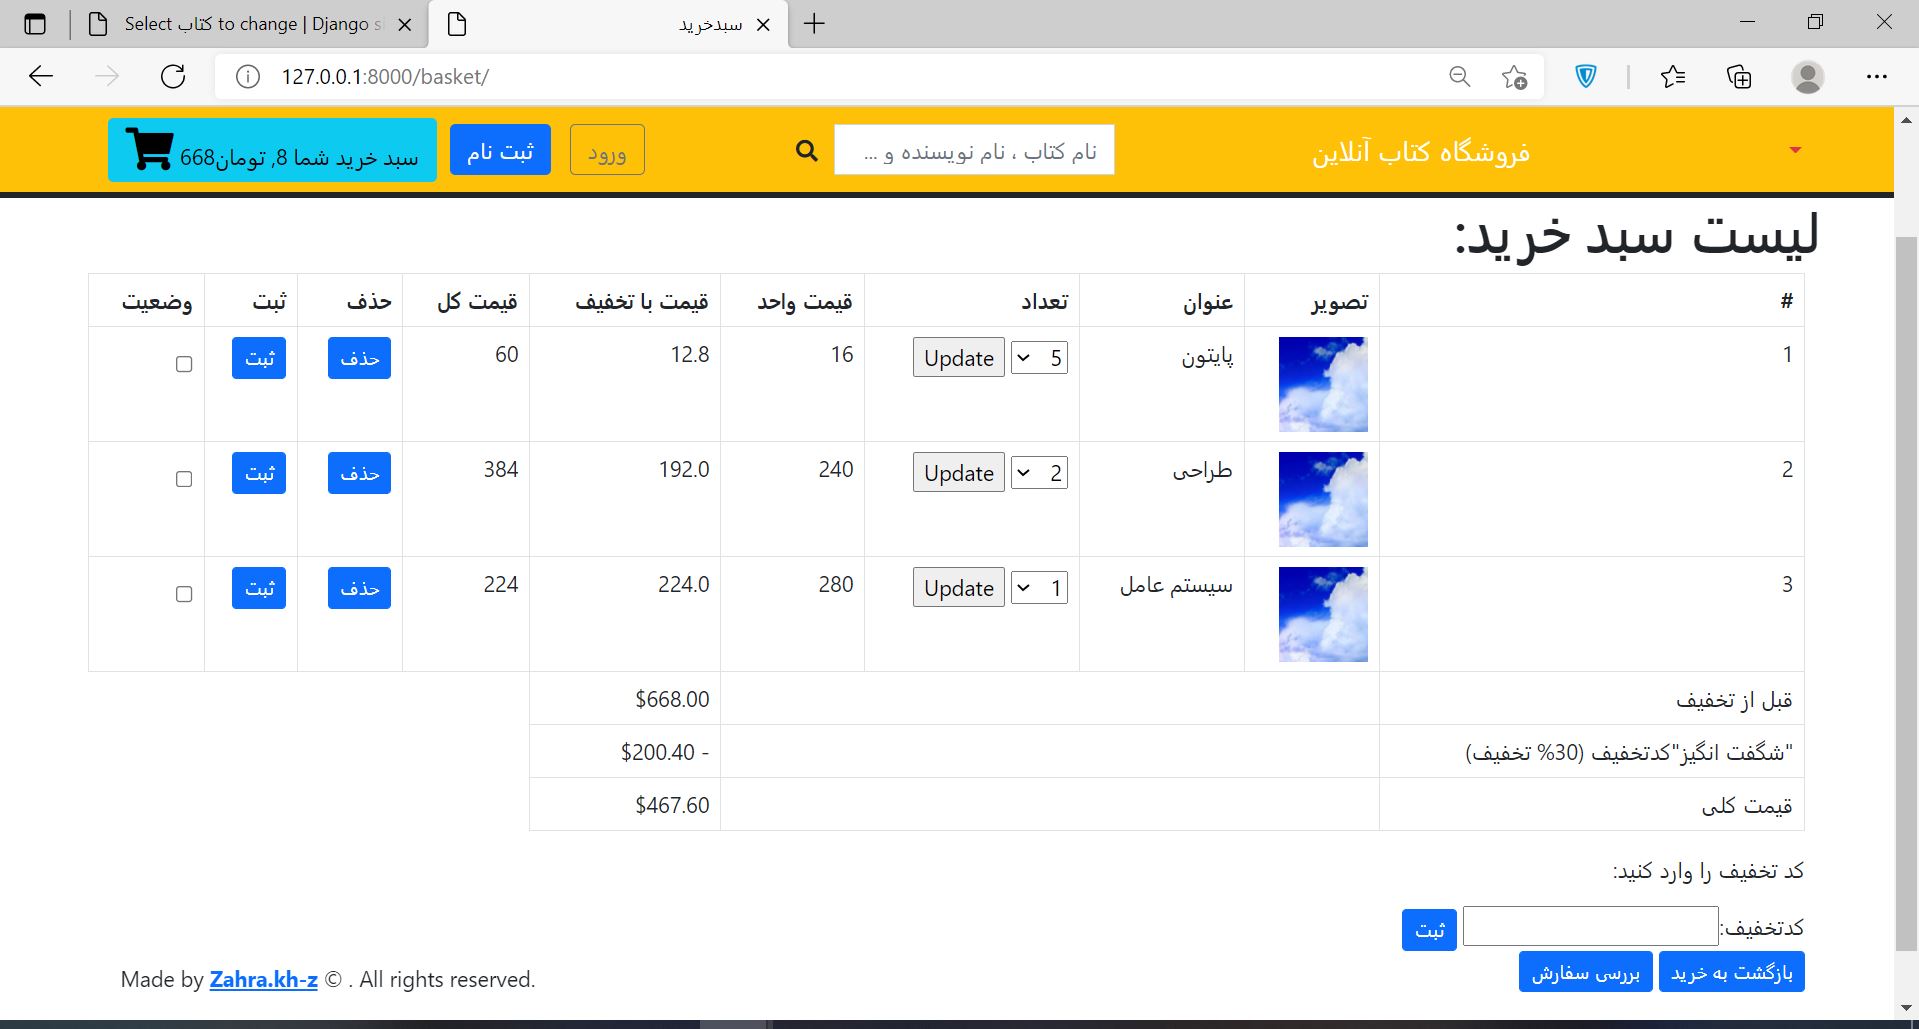 Select کتاب to change | Django si
سبدخرید
127.0.0.1:8000/basket/
فروشگاه کتاب آنلاین
نام کتاب ، نام نویسنده و ...
ورود
ثبت نام
سبد خرید شما 8, تومان668
لیست سبد خرید:
# تصویر عنوان تعداد قیمت واحد قیمت با تخفیف قیمت کل حذف ثبت وضعیت
1 پایتون 5 Update 16 12.8 60 حذف ثبت
2 طراحی 2 Update 240 192.0 384 حذف ثبت
3 سیستم عامل 1 Update 280 224.0 224 حذف ثبت
قبل از تخفیف $668.00
"شگفت انگیز"کدتخفیف (30% تخفیف) $200.40 -
قیمت کلی $467.60
کد تخفیف را وارد کنید:
کدتخفیف: ثبت
بازگشت به خرید بررسی سفارش
Made by Zahra.kh-z © . All rights reserved.